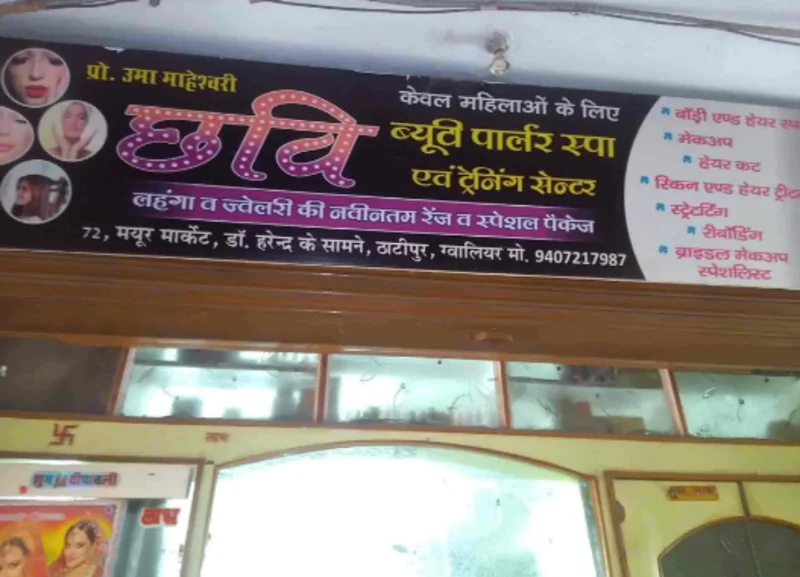 प्रो. उमा माहेश्वरी
छवि
केवल महिलाओं के लिए
ब्यूटी पार्लर स्पा
एवं ट्रेनिंग सेन्टर
लहंगा व ज्वेलरी की नवीनतम रेंज व स्पेशल पैकेज
72, मयूर मार्केट, डॉ. हरेन्द्र के सामने, ठाटीपुर, ग्वालियर मो. 9407217987
बॉड़ी एण्ड हेयर स्पा
मेकअप
हेयर कट
स्किन एण्ड हेयर
स्ट्रेटनिंग
रीबॉडिंग
ब्राइडल मेकअप
स्पेशलिस्ट
लाभ
शुभ दीपावली
लाभ